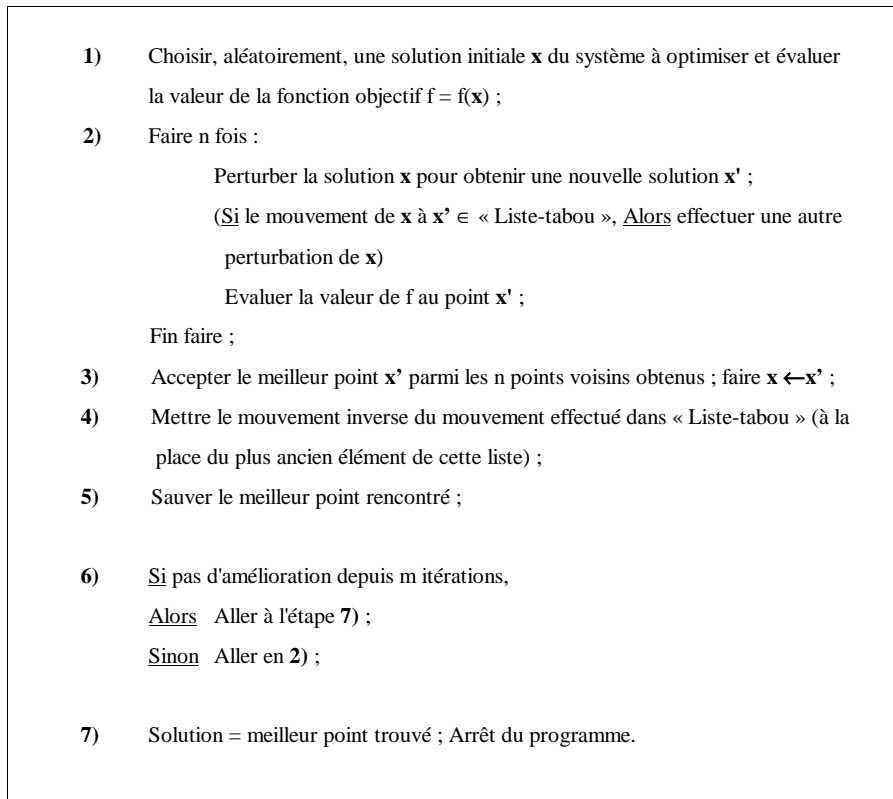 1) Choisir, aléatoirement, une solution initiale x du système à optimiser et évaluer
la valeur de la fonction objectif f = f(x) ;
2) Faire n fois :
Perturber la solution x pour obtenir une nouvelle solution x' ;
(Si le mouvement de x à x’ ∈ « Liste-tabou », Alors effectuer une autre
perturbation de x)
Evaluer la valeur de f au point x' ;
Fin faire ;
3) Accepter le meilleur point x’ parmi les n points voisins obtenus ; faire x ←x’ ;
4) Mettre le mouvement inverse du mouvement effectué dans « Liste-tabou » (à la
place du plus ancien élément de cette liste) ;
5) Sauver le meilleur point rencontré ;
6) Si pas d'amélioration depuis m itérations,
Alors Aller à l'étape 7) ;
Sinon Aller en 2) ;
7) Solution = meilleur point trouvé ; Arrêt du programme.